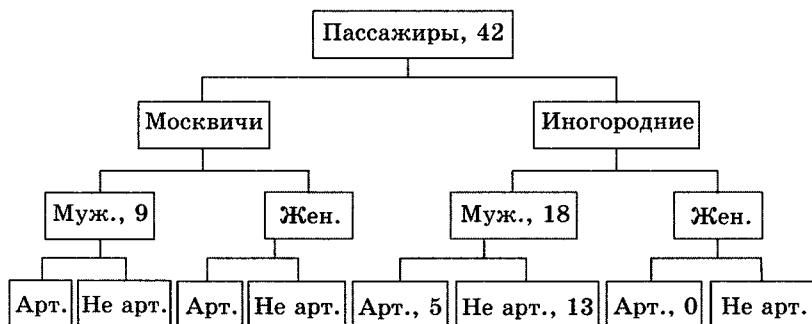 Пассажиры, 42
Москвичи Иногородние
Муж., 9 Жен. Муж., 18 Жен.
Арт. Не арт. Арт. Не арт. Арт., 5 Не арт., 13 Арт., 0 Не арт.